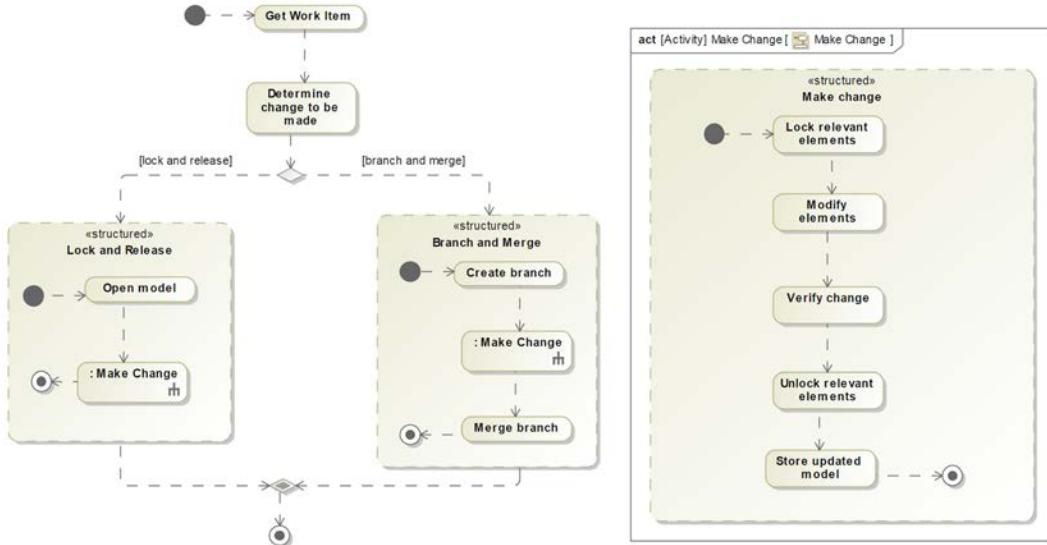 Get Work Item
Determine
change to be
made
[lock and release]
[branch and merge]
«structured»
Lock and Release
Open model
: Make Change
«structured»
Branch and Merge
Create branch
: Make Change
Merge branch
act [Activity] Make Change [ Make Change ]
«structured»
Make change
Lock relevant
elements
Modify
elements
Verify change
Unlock relevant
elements
Store updated
model